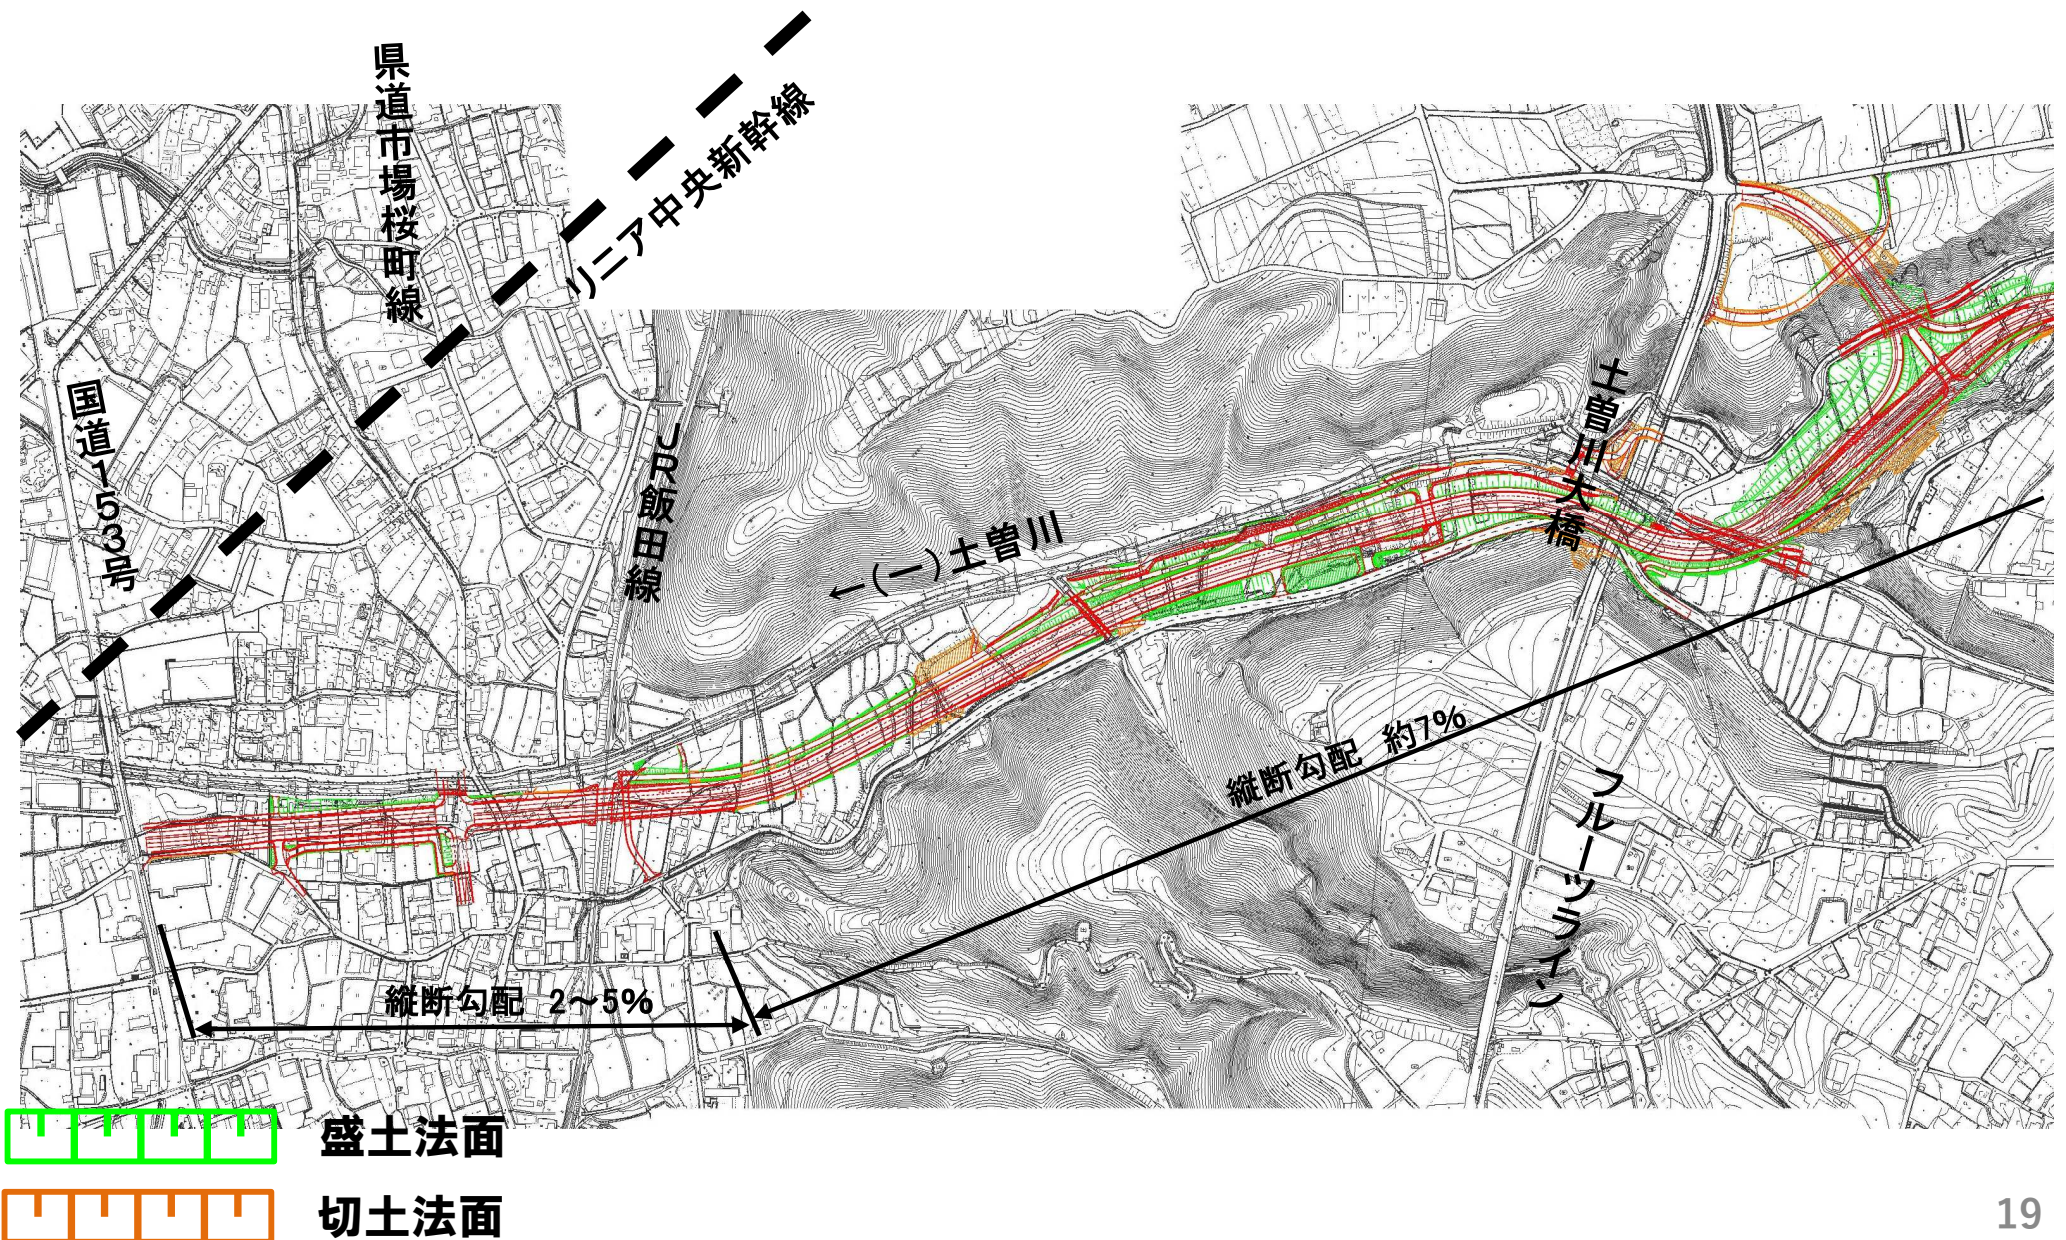 県道市場桜町線
リニア中央新幹線
国道153号
JR飯田線
←(一)土曽川
土曽川大橋
縦断勾配 約7%
フルーツライン
縦断勾配 2~5%
盛土法面
切土法面
19